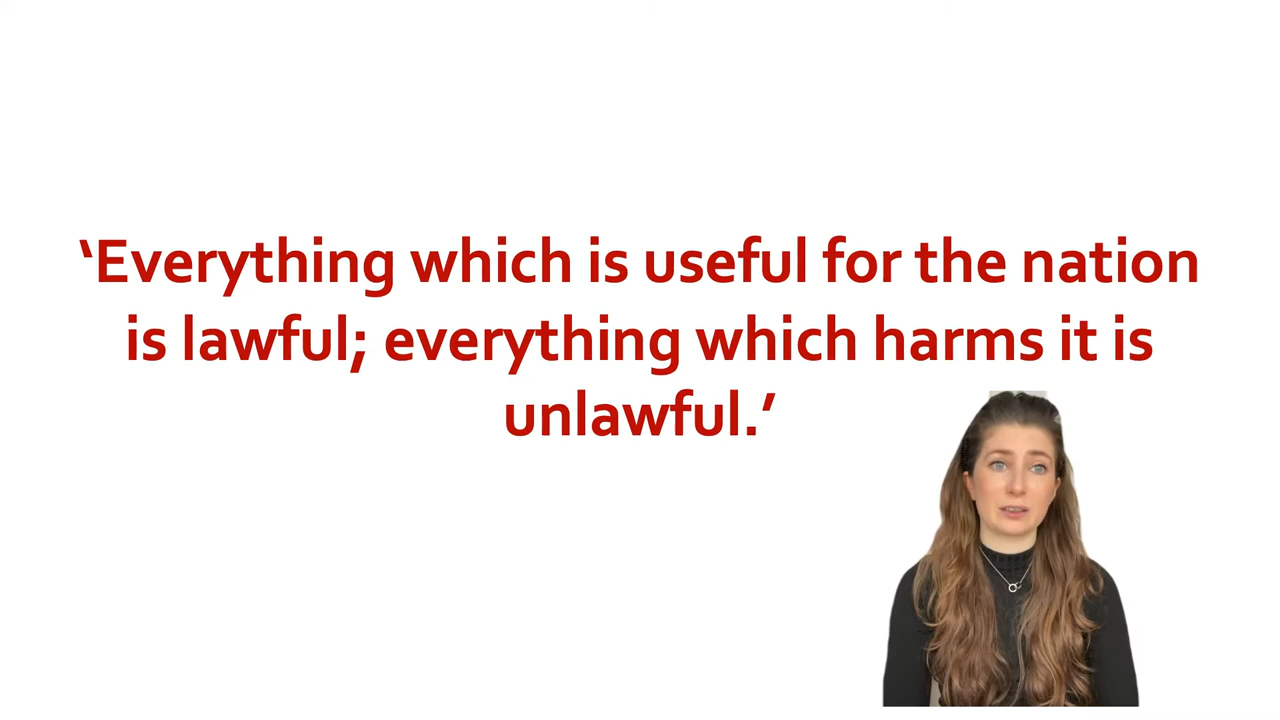 ‘Everything which is useful for the nation
is lawful; everything which harms it is
unlawful.’